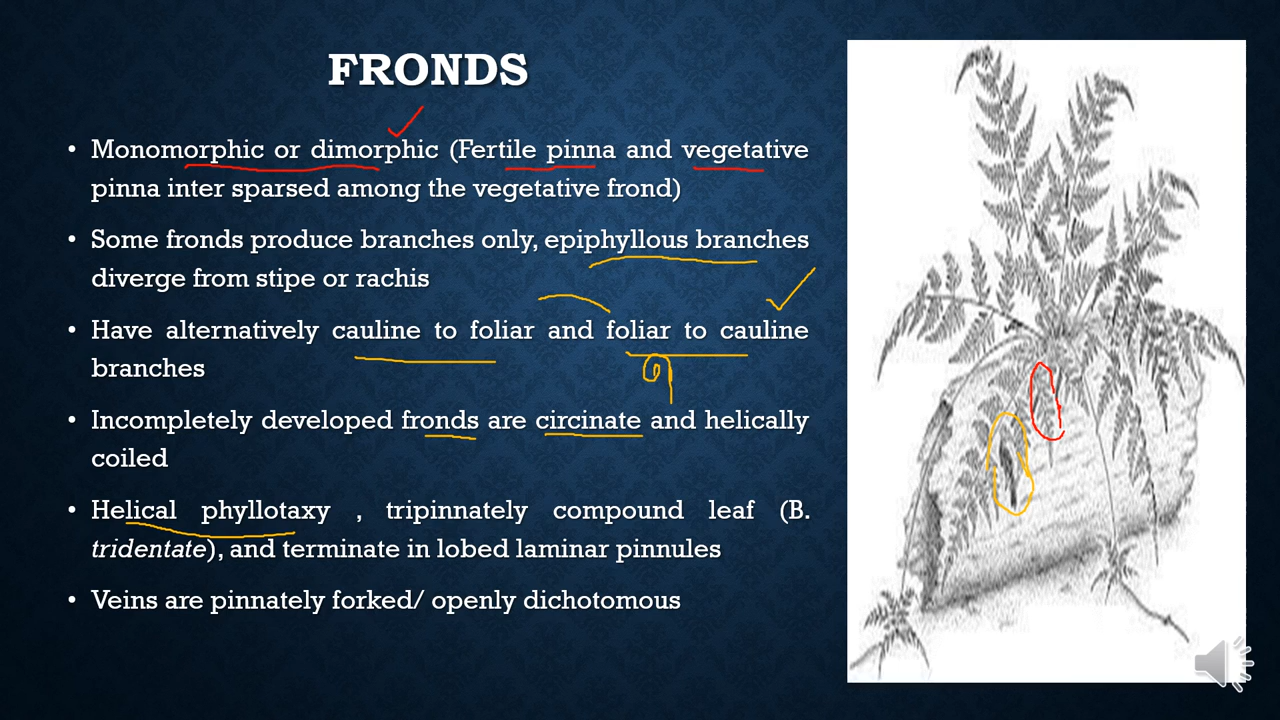 FRONDS
• Monomorphic or dimorphic (Fertile pinna and vegetative
pinna inter sparsed among the vegetative frond)
• Some fronds produce branches only, epiphyllous branches
diverge from stipe or rachis
• Have alternatively cauline to foliar and foliar to cauline
branches
• Incompletely developed fronds are circinate and helically
coiled
• Helical phyllotaxy , tripinnately compound leaf (B.
tridentate), and terminate in lobed laminar pinnules
• Veins are pinnately forked/ openly dichotomous